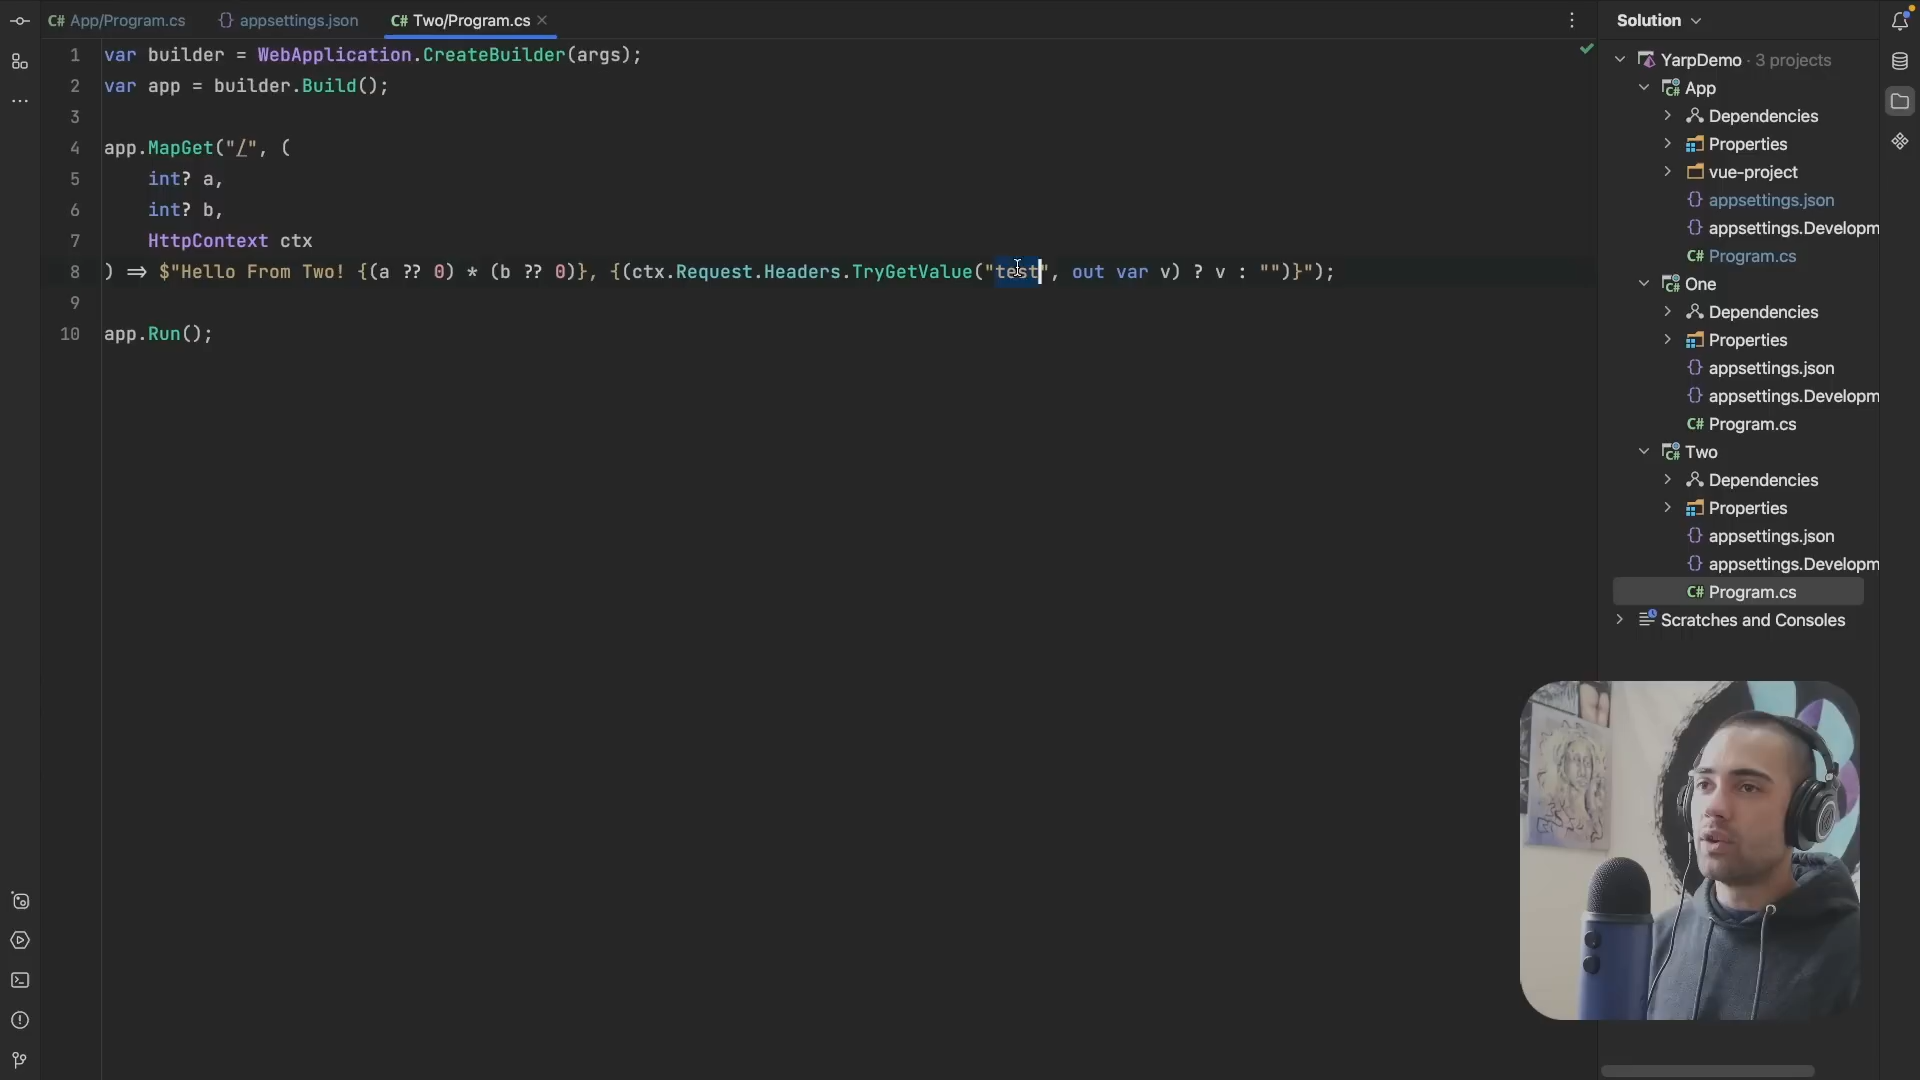 C# App/Program.cs
{} appsettings.json
C# Two/Program.cs
Solution
1 var builder = WebApplication.CreateBuilder(args);
2 var app = builder.Build();
3
4 app.MapGet("/", (
5 int? a,
6 int? b,
7 HttpContext ctx
8 ) => $"Hello From Two! {(a ?? 0) * (b ?? 0)}, {(ctx.Request.Headers.TryGetValue("test", out var v) ? v : "")}");
9
10 app.Run();
YarpDemo · 3 projects
C# App
Dependencies
Properties
vue-project
{} appsettings.json
{} appsettings.Developm
C# Program.cs
C# One
Dependencies
Properties
{} appsettings.json
{} appsettings.Developm
C# Program.cs
C# Two
Dependencies
Properties
{} appsettings.json
{} appsettings.Developm
C# Program.cs
Scratches and Consoles